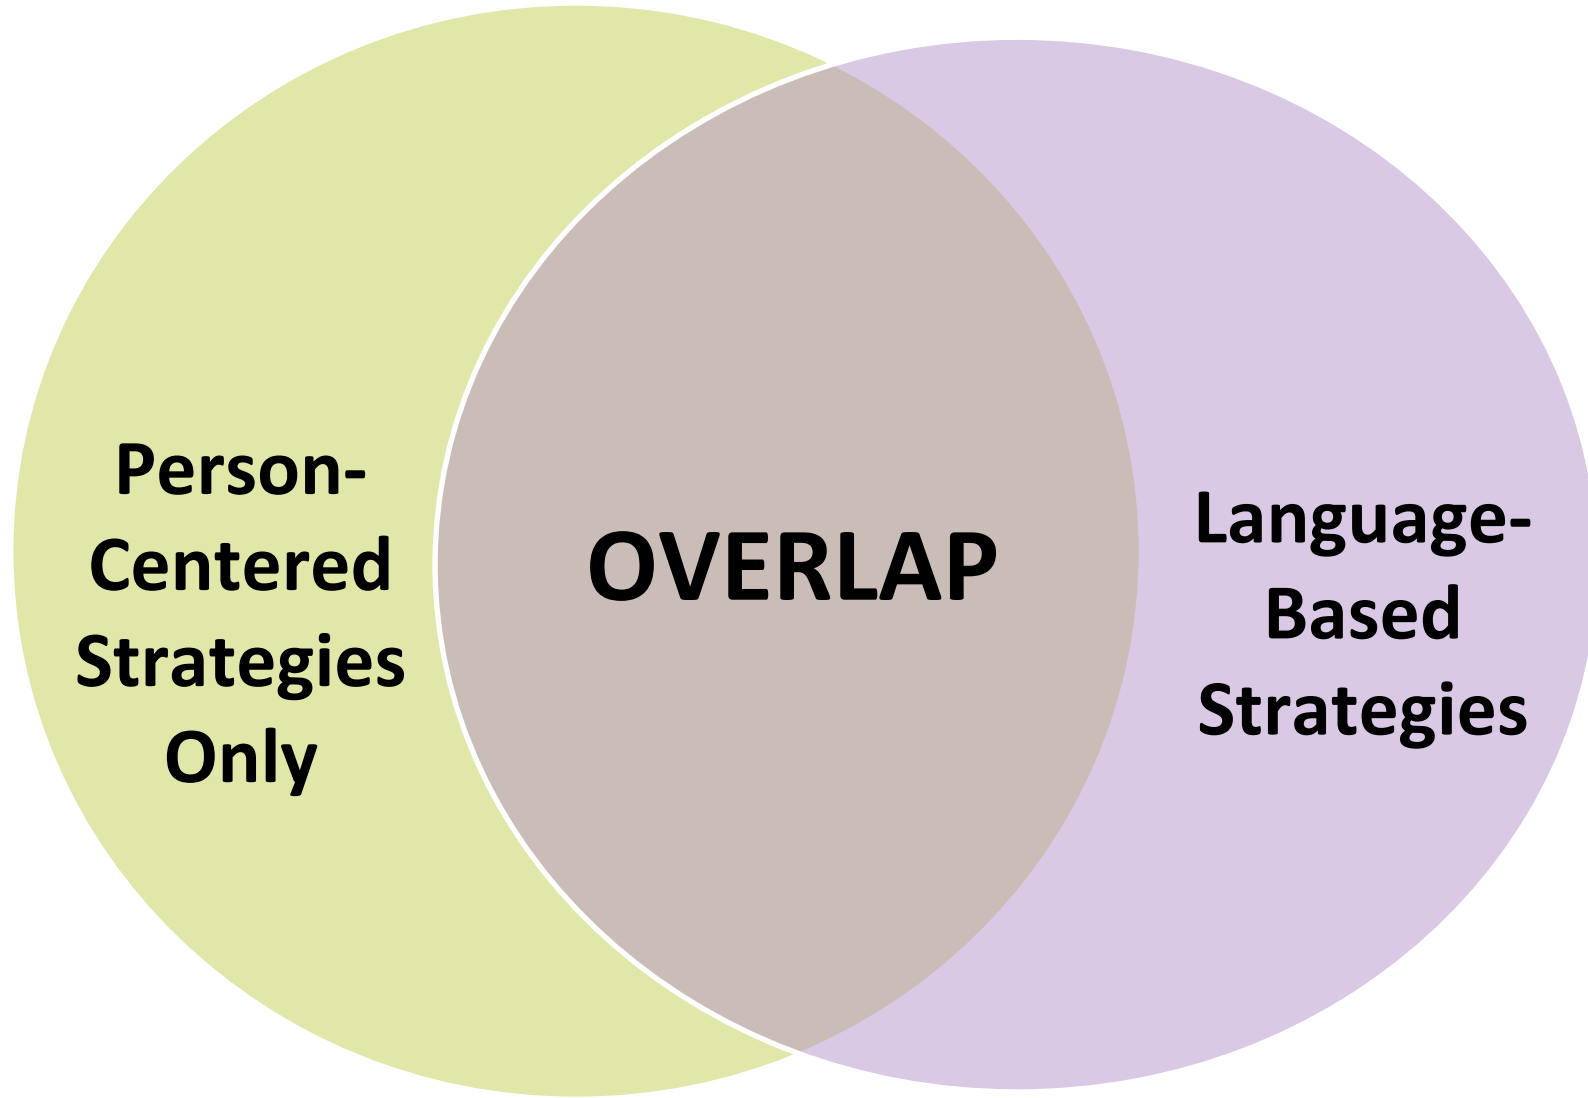 Person-
Centered
Strategies
Only
OVERLAP
Language-
Based
Strategies